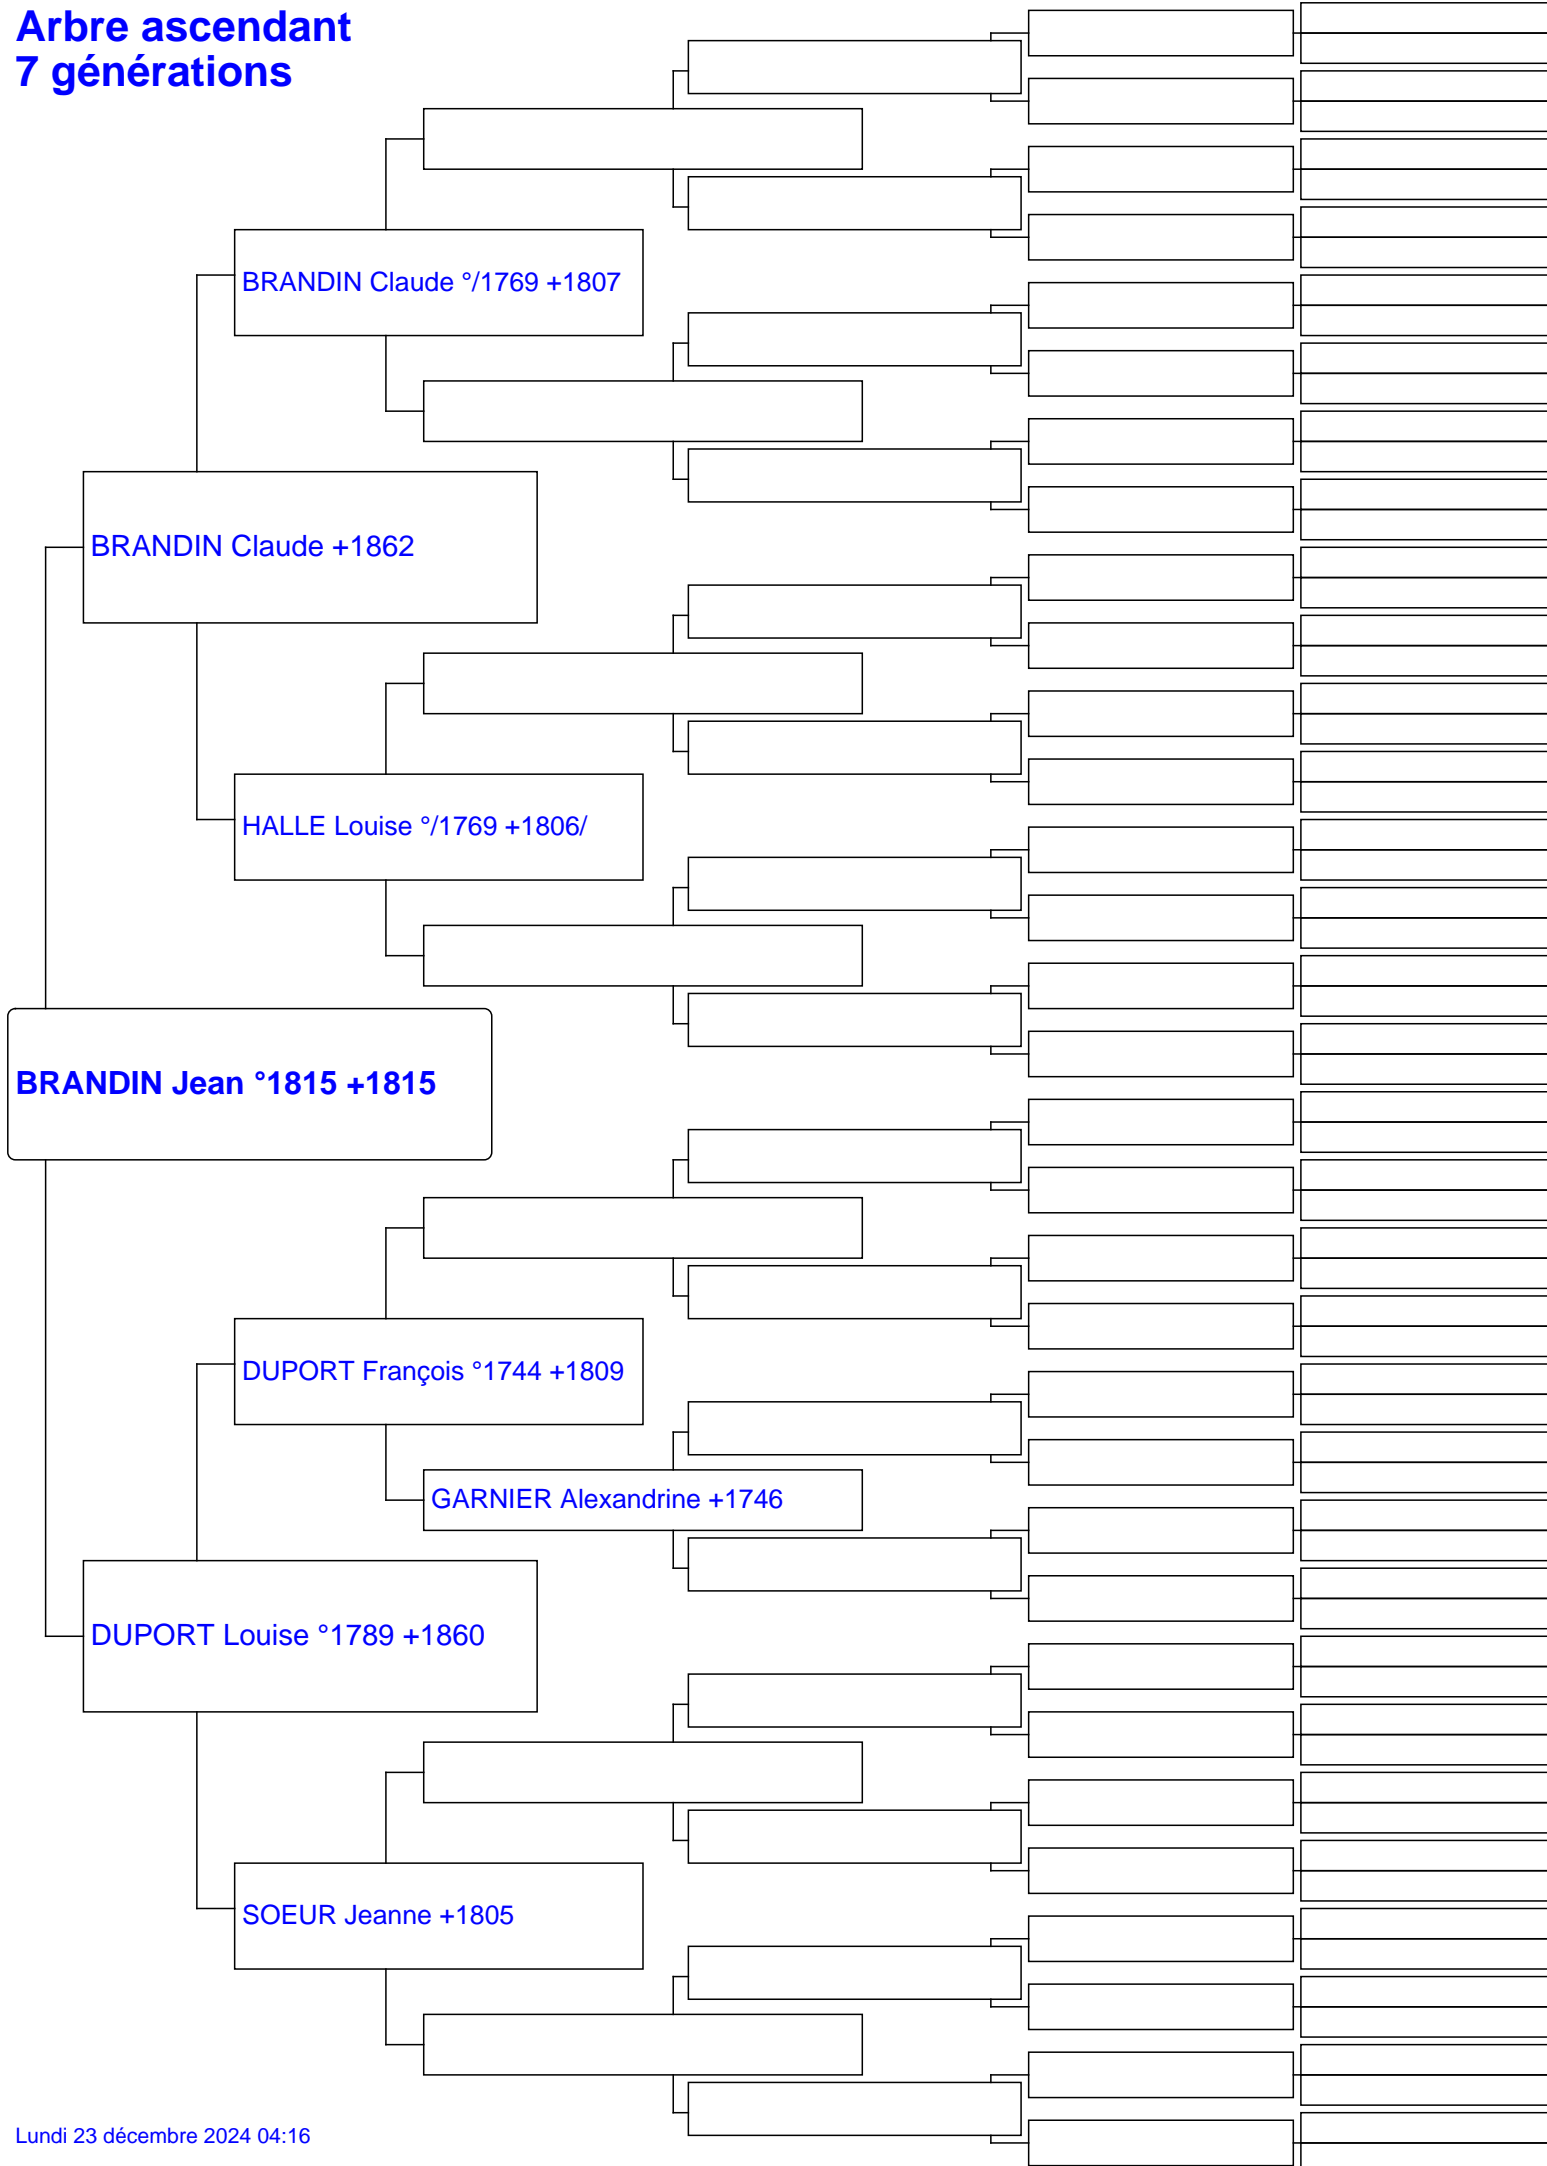 Arbre ascendant
7 générations
BRANDIN Claude °/1769 +1807
BRANDIN Claude +1862
HALLE Louise °/1769 +1806/
BRANDIN Jean °1815 +1815
DUPORT François °1744 +1809
GARNIER Alexandrine +1746
DUPORT Louise °1789 +1860
SOEUR Jeanne +1805
Lundi 23 décembre 2024 04:16